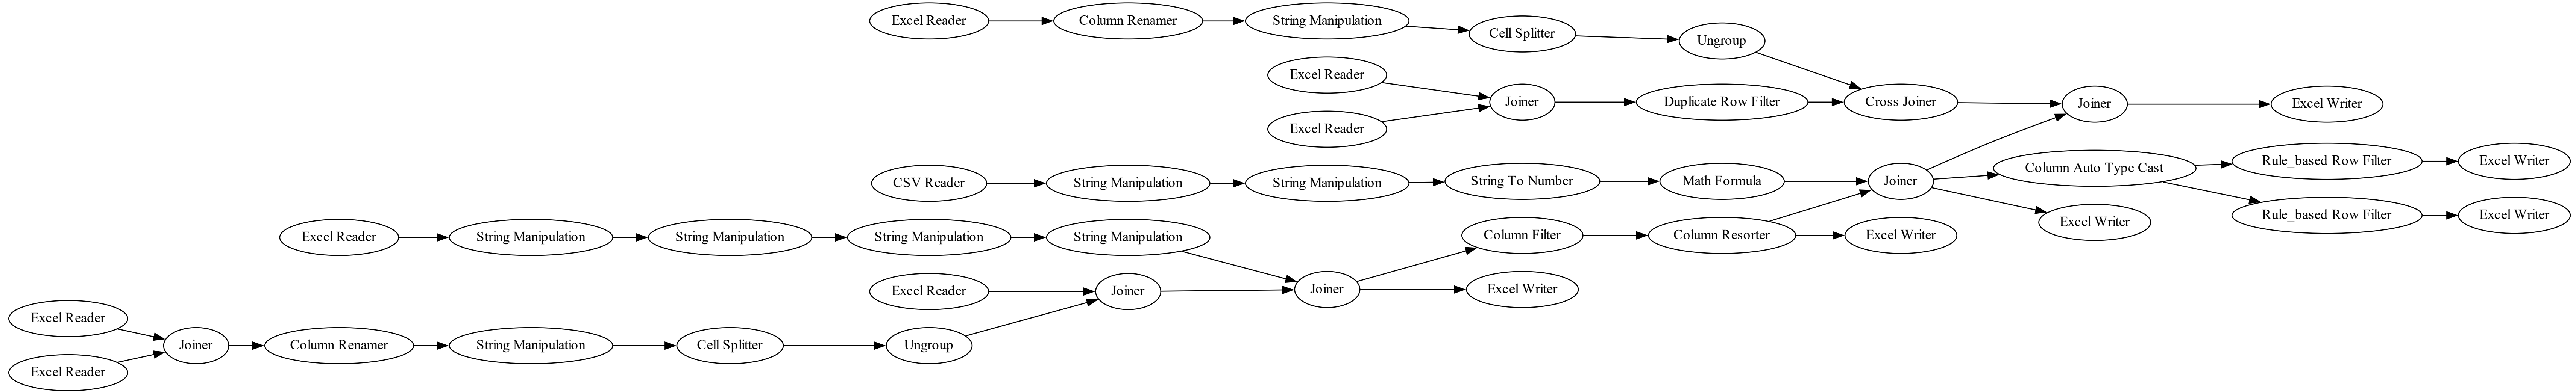 Excel Reader
Column Renamer
String Manipulation
Cell Splitter
Ungroup
Excel Reader
Excel Reader
Joiner
Duplicate Row Filter
Cross Joiner
Joiner
Excel Writer
CSV Reader
String Manipulation
String Manipulation
String To Number
Math Formula
Joiner
Column Auto Type Cast
Rule_based Row Filter
Excel Writer
Rule_based Row Filter
Excel Writer
Excel Writer
Excel Reader
String Manipulation
String Manipulation
String Manipulation
String Manipulation
Column Filter
Column Resorter
Excel Writer
Excel Reader
Joiner
Joiner
Excel Writer
Excel Reader
Excel Reader
Joiner
Column Renamer
String Manipulation
Cell Splitter
Ungroup